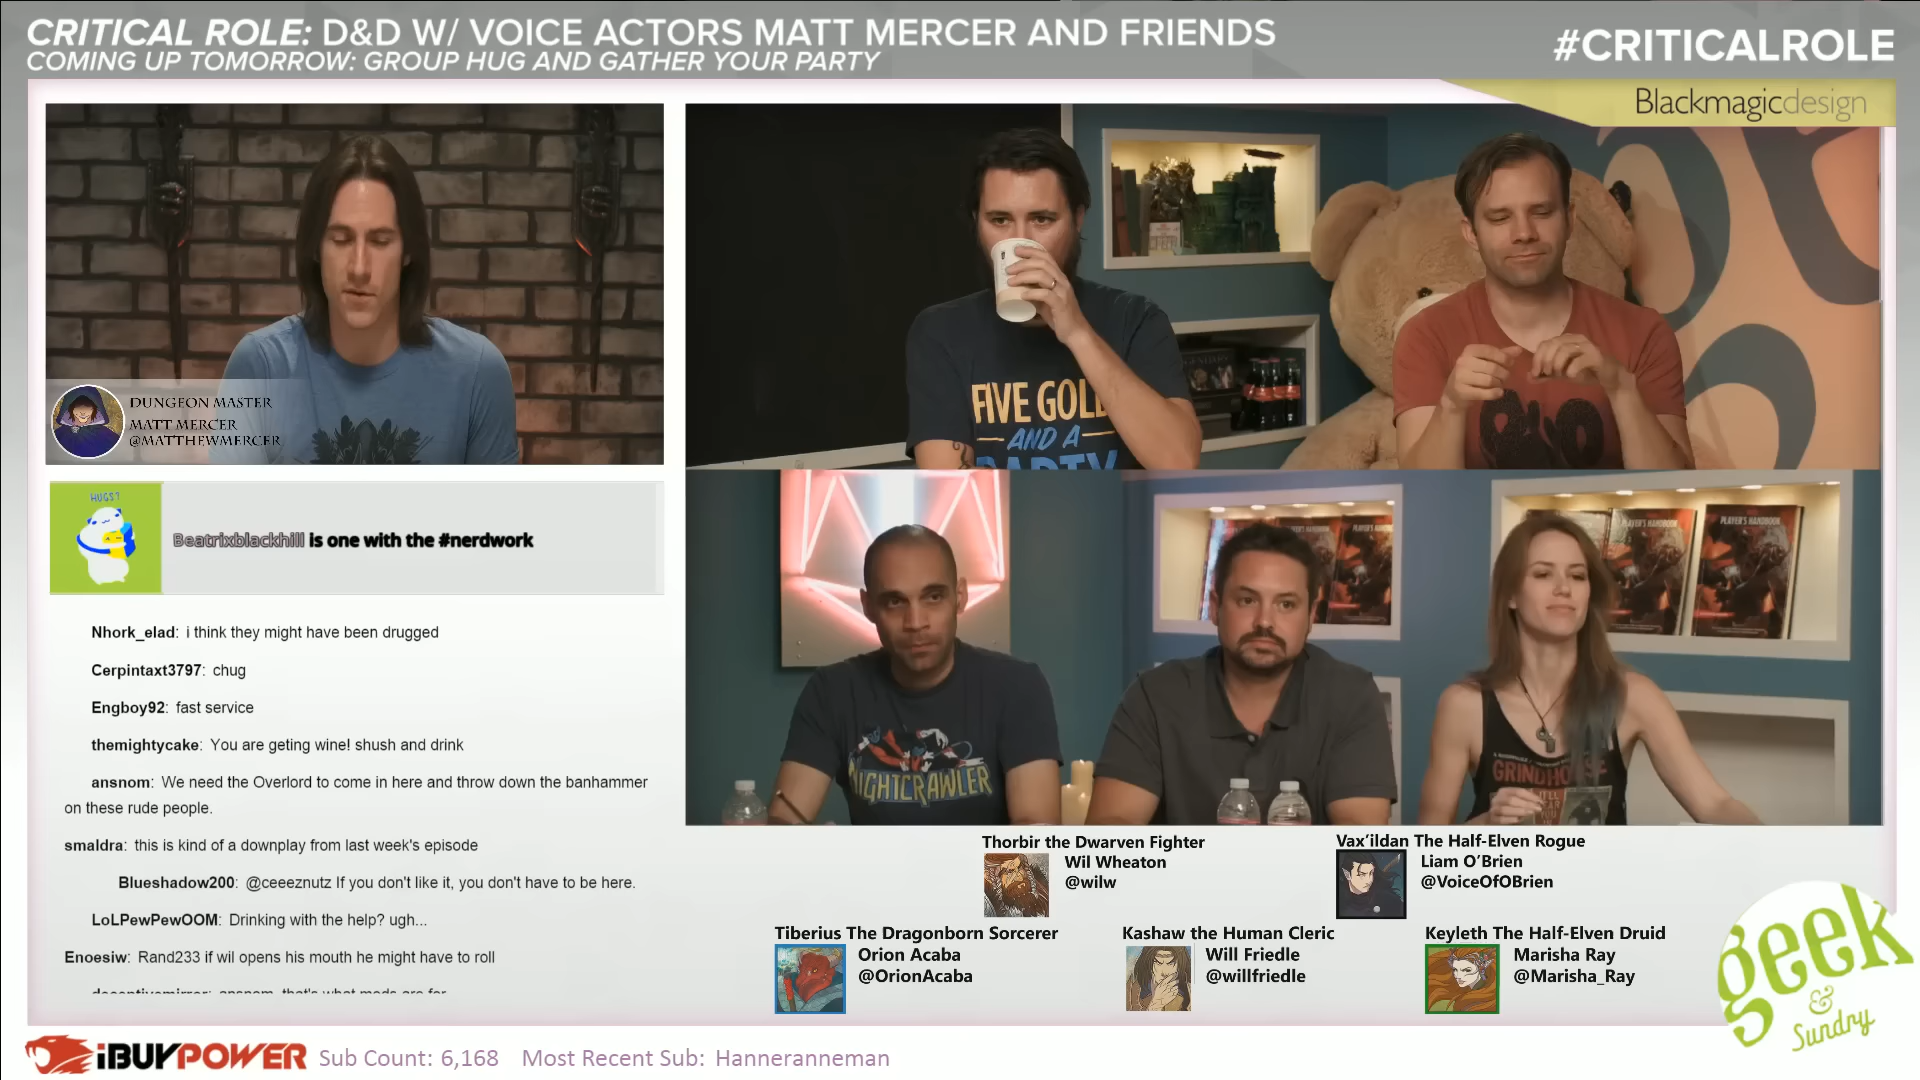 CRITICAL ROLE: D&D W/ VOICE ACTORS MATT MERCER AND FRIENDS
COMING UP TOMORROW: GROUP HUG AND GATHER YOUR PARTY
#CRITICALROLE
Blackmagicdesign
DUNGEON MASTER
MATT MERCER
@MATTHEWMERCER
FIVE GOLD
AND A
PARTY
HUGS?
Beatrixblackhill is one with the #nerdwork
PLAYER'S HANDBOOK
PLAYER'S HANDBOOK
NIGHTCRAWLER
GRINDHOUSE
Nhork_elad: i think they might have been drugged
Cerpintaxt3797: chug
Engboy92: fast service
themightycake: You are geting wine! shush and drink
ansnom: We need the Overlord to come in here and throw down the banhammer
on these rude people.
smaldra: this is kind of a downplay from last week's episode
Blueshadow200: @ceeeznutz If you don't like it, you don't have to be here.
LoLPewPewOOM: Drinking with the help? ugh...
Enoesiw: Rand233 if wil opens his mouth he might have to roll
Thorbir the Dwarven Fighter
Wil Wheaton
@wilw
Vax'ildan The Half-Elven Rogue
Liam O'Brien
@VoiceOfOBrien
Tiberius The Dragonborn Sorcerer
Orion Acaba
@OrionAcaba
Kashaw the Human Cleric
Will Friedle
@willfriedle
Keyleth The Half-Elven Druid
Marisha Ray
@Marisha_Ray
geek
&
Sundry
iBUYPOWER
Sub Count: 6,168 Most Recent Sub: Hanneranneman